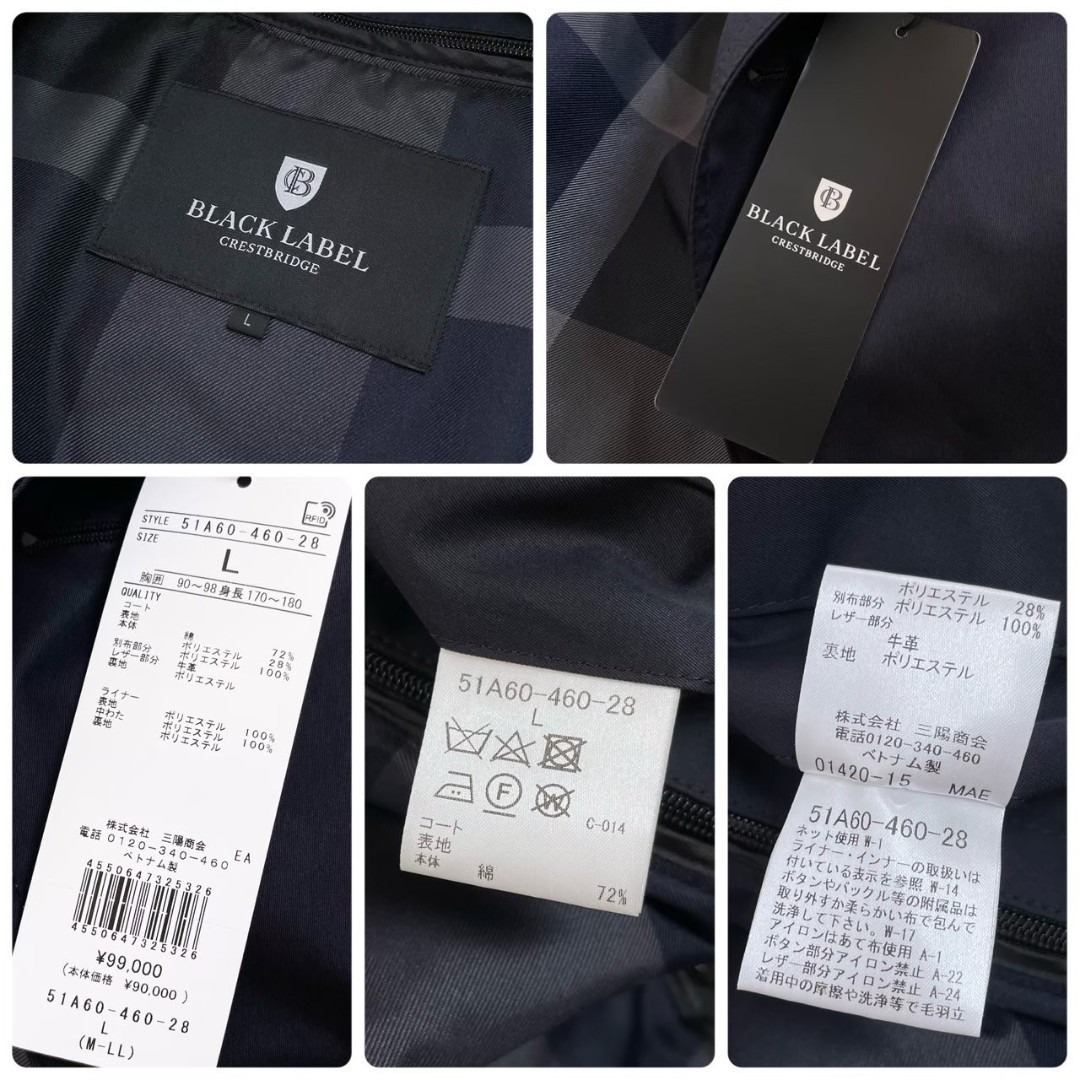 CB
BLACK LABEL
CRESTBRIDGE
L
CB
BLACK LABEL
CRESTBRIDGE
RFID
STYLE 51A60-460-28
SIZE
L
胸囲 90～98 身長 170～180
QUALITY
コート
表地
本体 綿 72%
ポリエステル 28%
別布部分 ポリエステル 100%
レザー部分 牛革
裏地 ポリエステル
ライナー
表地 ポリエステル 100%
中わた ポリエステル 100%
裏地 ポリエステル
株式会社 三陽商会
電話 0120-340-460 EA
ベトナム製
4550647325326
4550647325326
¥99,000
(本体価格 ¥90,000)
51A60-460-28
L
(M-LL)
51A60-460-28
L
F
W
C-014
コート
表地
本体 綿 72%
ポリエステル 28%
別布部分 ポリエステル 100%
レザー部分
牛革
裏地 ポリエステル
株式会社 三陽商会
電話0120-340-460
ベトナム製
01420-15 MAE
51A60-460-28
ネット使用 W-1
ライナー・インナーの取扱いは
付いている表示を参照 W-14
ボタンやバックル等の附属品は
取り外すか柔らかい布で包んで
洗浄して下さい。W-17
アイロンはあて布使用 A-1
ボタン部分アイロン禁止 A-22
レザー部分アイロン禁止 A-24
着用中の摩擦や洗浄等で毛羽立